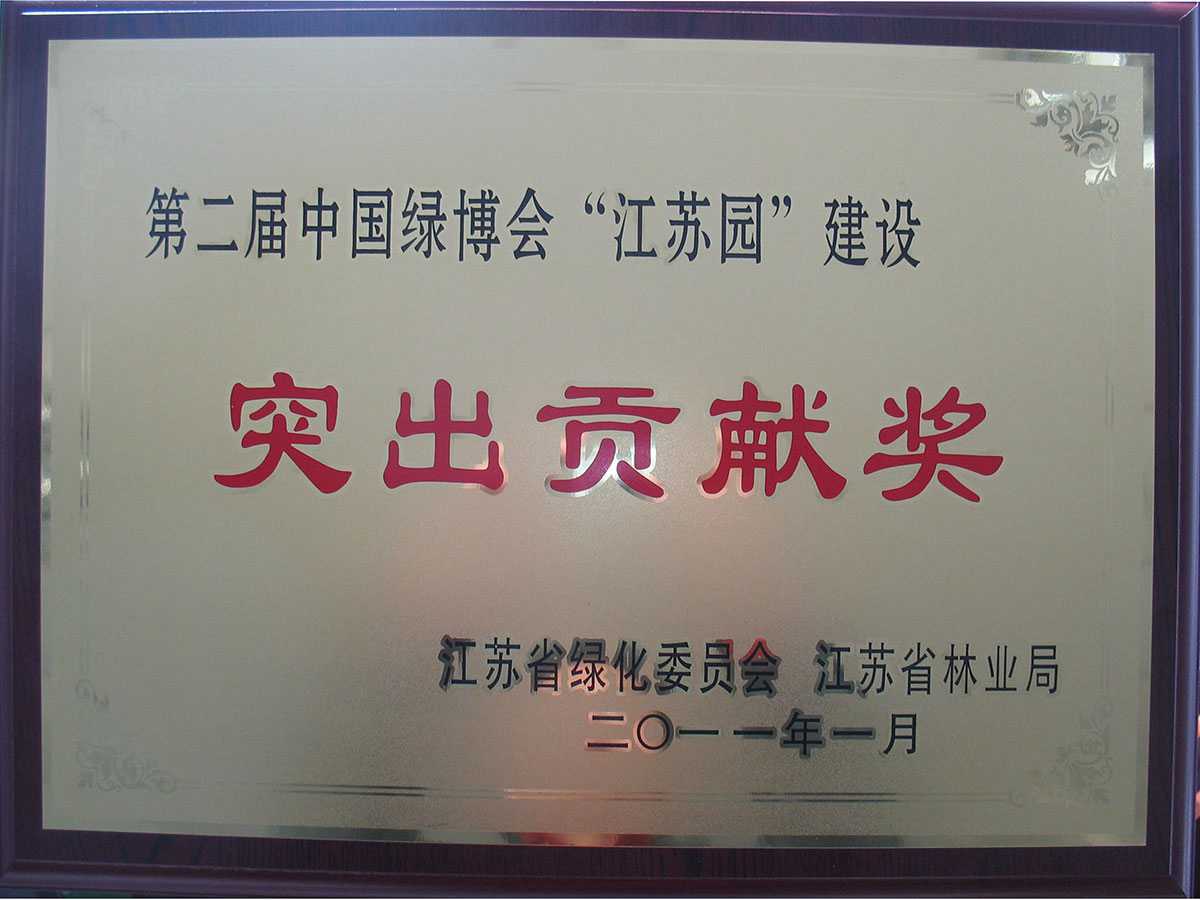 第二届中国绿博会“江苏园”建设
突出贡献奖
江苏省绿化委员会 江苏省林业局
二〇一一年一月